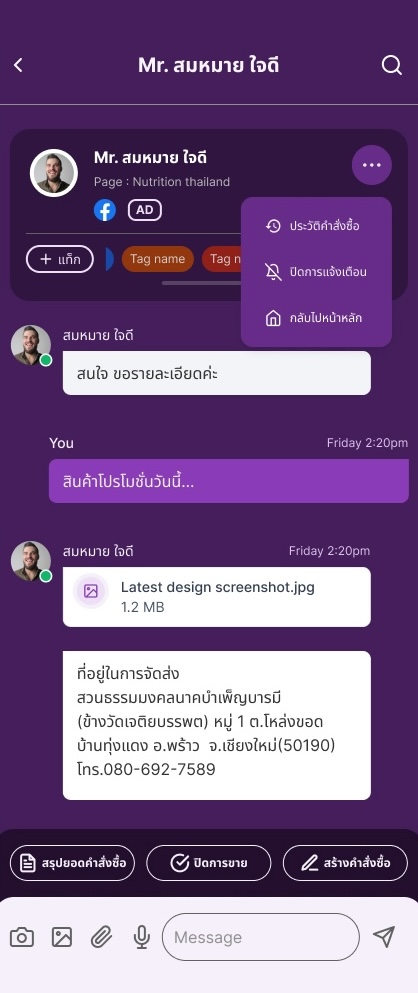 Mr. สมหมาย ใจดี
Mr. สมหมาย ใจดี
Page : Nutrition thailand
AD
ประวัติคำสั่งซื้อ
ปิดการแจ้งเตือน
กลับไปหน้าหลัก
แท็ก
Tag name
Tag n
สมหมาย ใจดี
สนใจ ขอรายละเอียดค่ะ
You
Friday 2:20pm
สินค้าโปรโมชั่นวันนี้...
สมหมาย ใจดี
Friday 2:20pm
Latest design screenshot.jpg
1.2 MB
ที่อยู่ในการจัดส่ง
สวนธรรมมงคลนาคบำเพ็ญบารมี
(ข้างวัดเจติยบรรพต) หมู่ 1 ต.โหล่งขอด
บ้านทุ่งแดง อ.พร้าว จ.เชียงใหม่(50190)
โทร.080-692-7589
สรุปยอดคำสั่งซื้อ
ปิดการขาย
สร้างคำสั่งซื้อ
Message